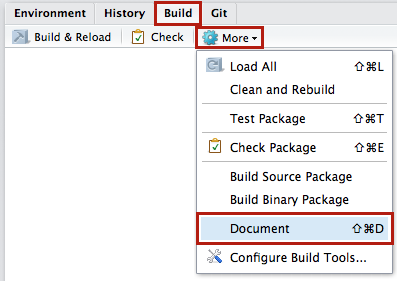 Environment History Build Git
Build & Reload Check More
Load All ⇧⌘L
Clean and Rebuild
Test Package ⇧⌘T
Check Package ⇧⌘E
Build Source Package
Build Binary Package
Document ⇧⌘D
Configure Build Tools...